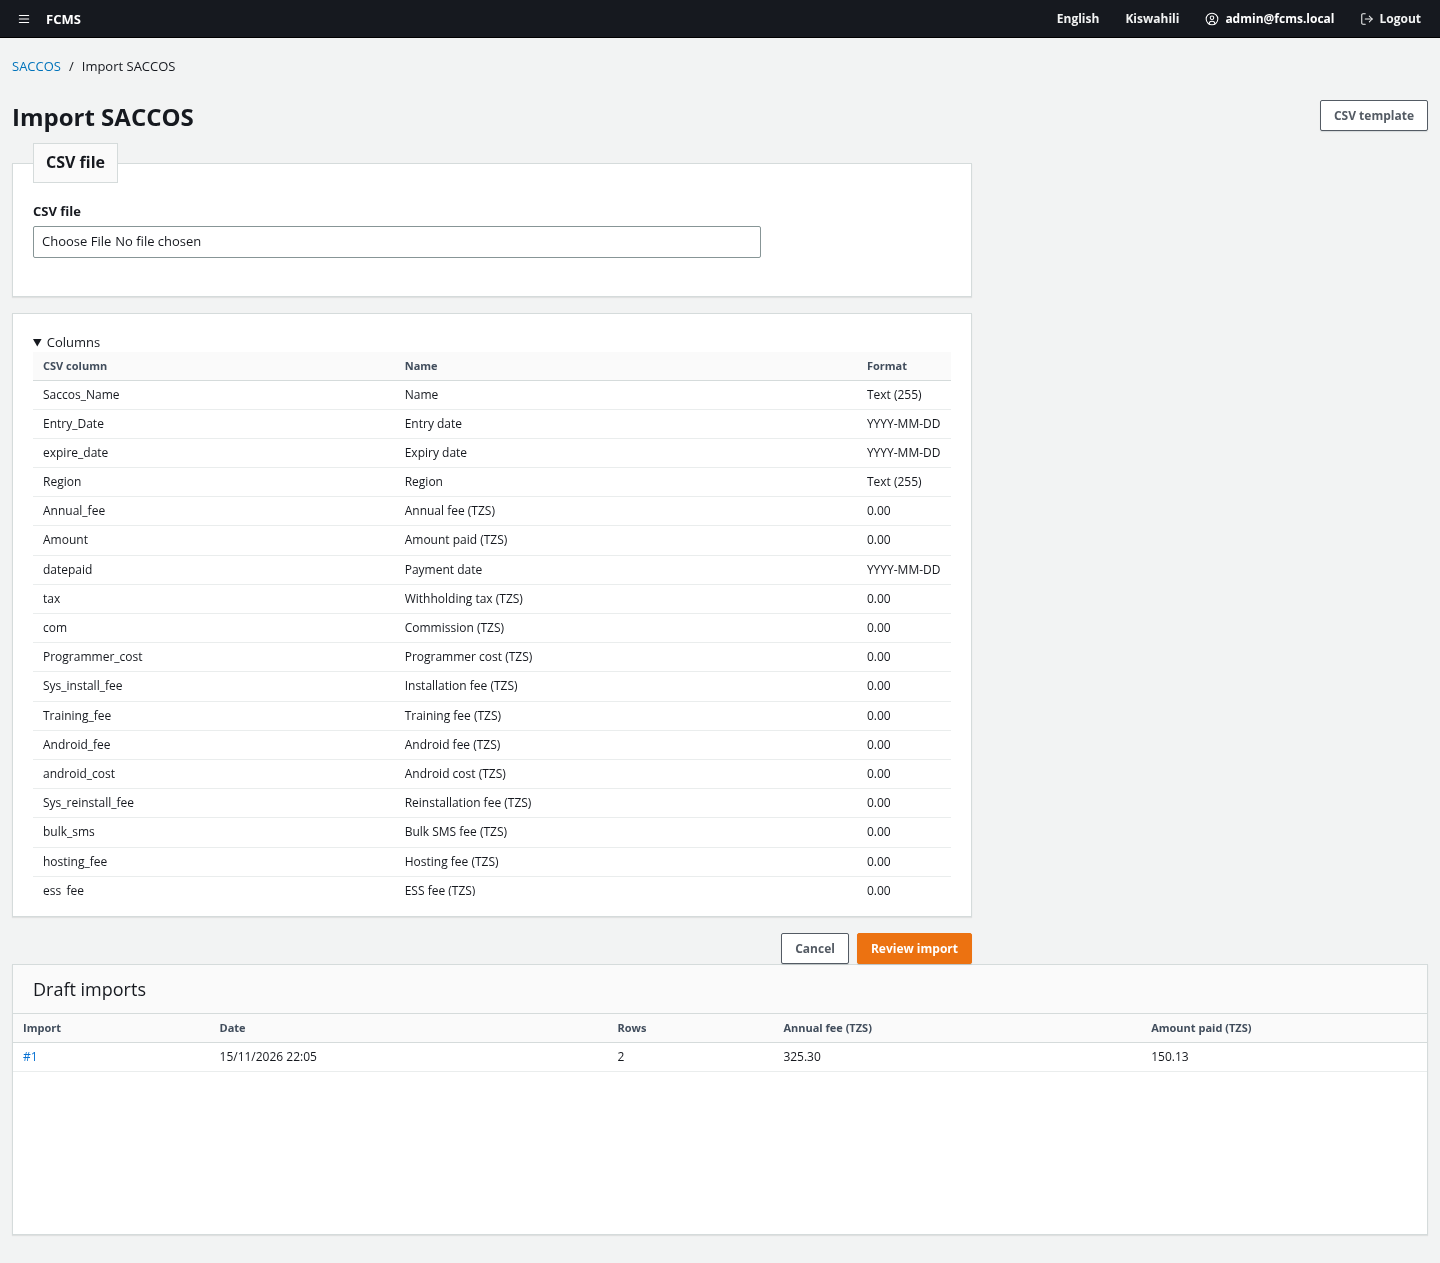 FCMS English Kiswahili admin@fcms.local Logout
SACCOS / Import SACCOS
Import SACCOS CSV template
CSV file
CSV file
Choose File No file chosen
▼ Columns
CSV column Name Format
Saccos_Name Name Text (255)
Entry_Date Entry date YYYY-MM-DD
expire_date Expiry date YYYY-MM-DD
Region Region Text (255)
Annual_fee Annual fee (TZS) 0.00
Amount Amount paid (TZS) 0.00
datepaid Payment date YYYY-MM-DD
tax Withholding tax (TZS) 0.00
com Commission (TZS) 0.00
Programmer_cost Programmer cost (TZS) 0.00
Sys_install_fee Installation fee (TZS) 0.00
Training_fee Training fee (TZS) 0.00
Android_fee Android fee (TZS) 0.00
android_cost Android cost (TZS) 0.00
Sys_reinstall_fee Reinstallation fee (TZS) 0.00
bulk_sms Bulk SMS fee (TZS) 0.00
hosting_fee Hosting fee (TZS) 0.00
ess_fee ESS fee (TZS) 0.00
Cancel Review import
Draft imports
Import Date Rows Annual fee (TZS) Amount paid (TZS)
#1 15/11/2026 22:05 2 325.30 150.13